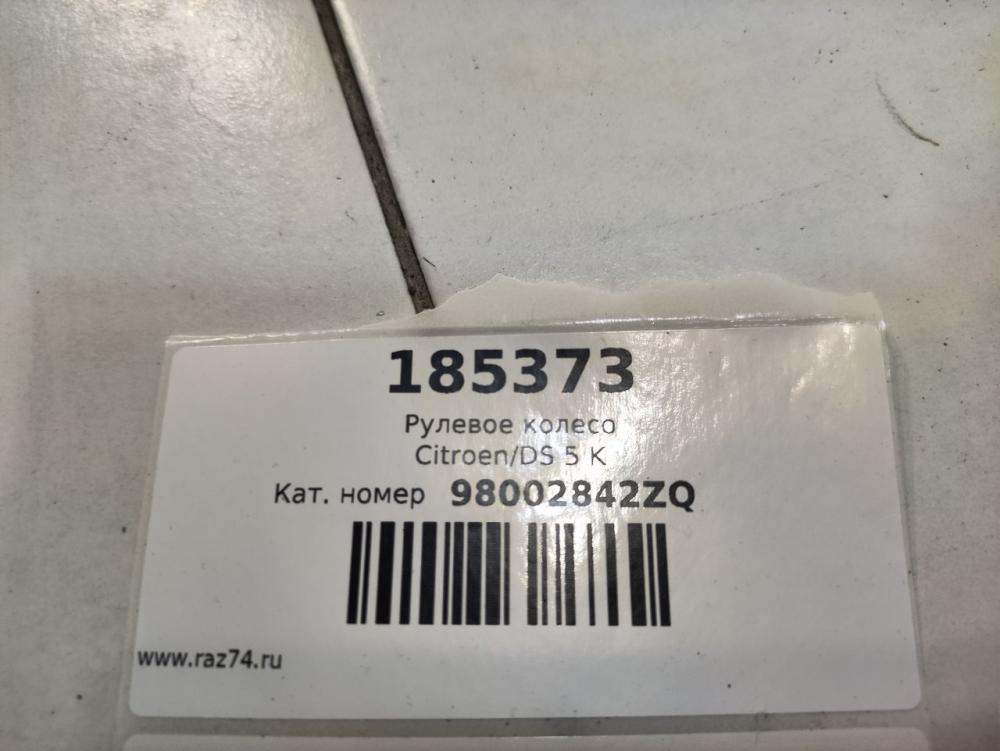 185373
Рулевое колесо
Citroen/DS 5 K
Кат. номер 98002842ZQ
www.raz74.ru